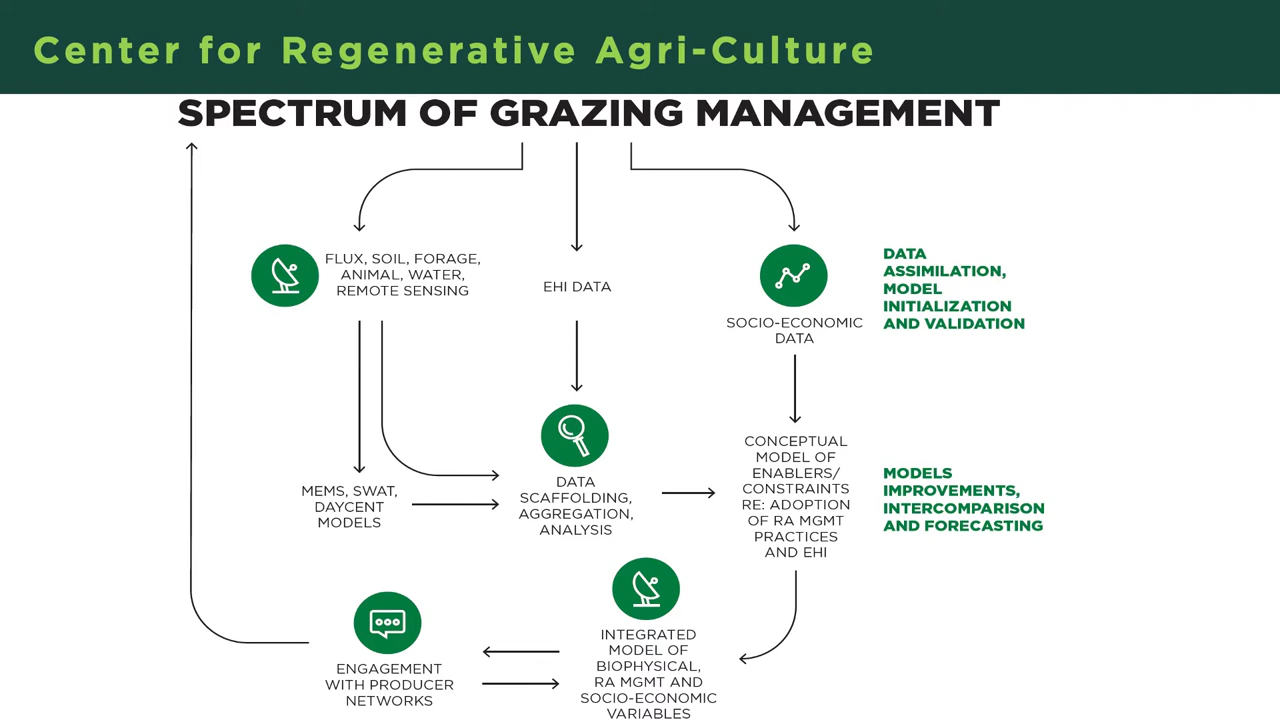 Center for Regenerative Agri-Culture
SPECTRUM OF GRAZING MANAGEMENT
FLUX, SOIL, FORAGE,
ANIMAL, WATER,
REMOTE SENSING
EHI DATA
SOCIO-ECONOMIC
DATA
DATA
ASSIMILATION,
MODEL
INITIALIZATION
AND VALIDATION
MEMS, SWAT,
DAYCENT
MODELS
DATA
SCAFFOLDING,
AGGREGATION,
ANALYSIS
CONCEPTUAL
MODEL OF
ENABLERS/
CONSTRAINTS
RE: ADOPTION
OF RA MGMT
PRACTICES
AND EHI
MODELS
IMPROVEMENTS,
INTERCOMPARISON
AND FORECASTING
ENGAGEMENT
WITH PRODUCER
NETWORKS
INTEGRATED
MODEL OF
BIOPHYSICAL,
RA MGMT AND
SOCIO-ECONOMIC
VARIABLES